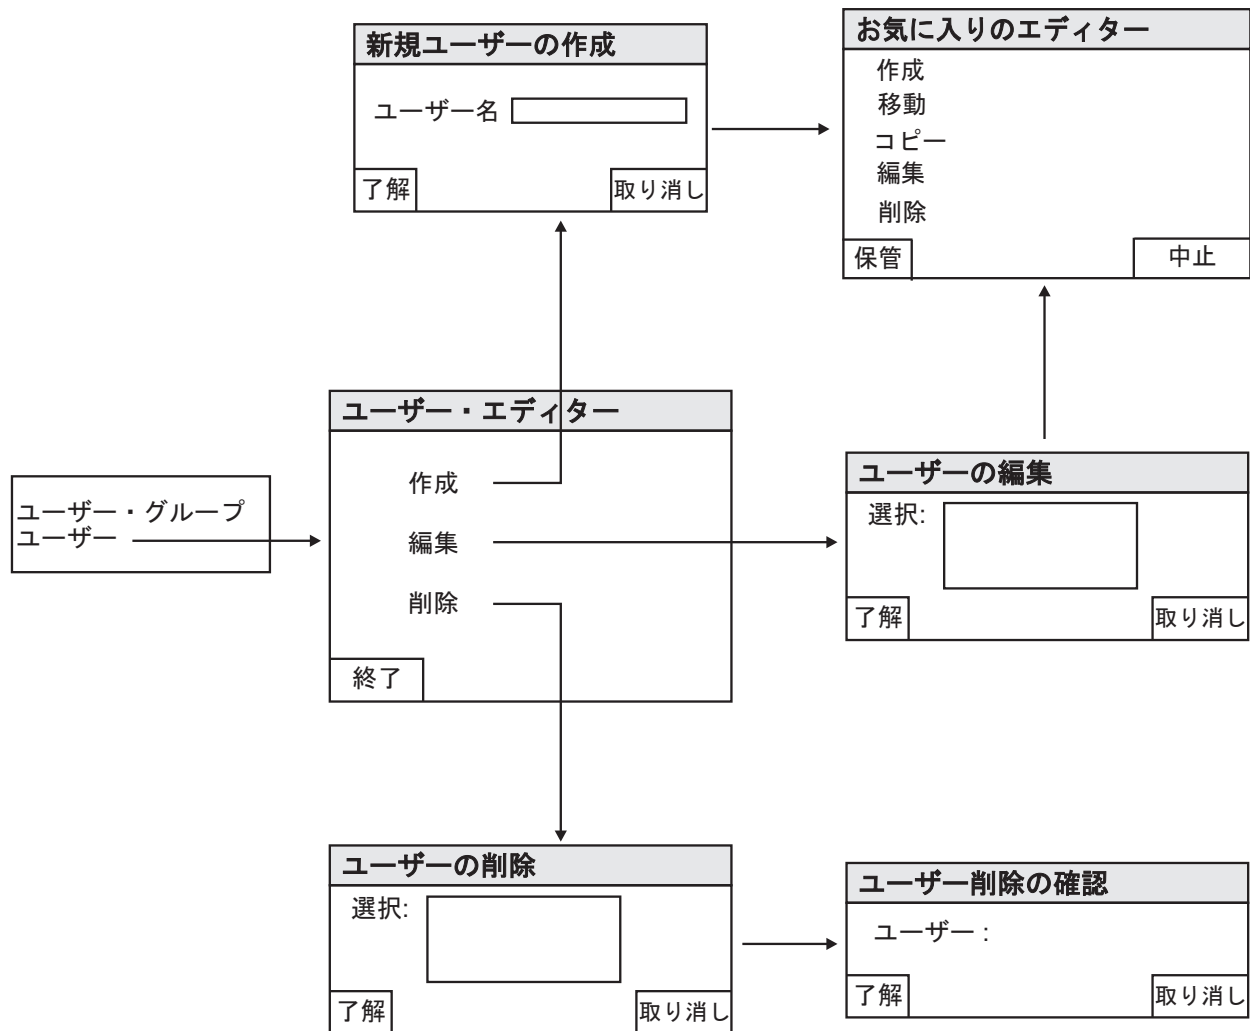 新規ユーザーの作成
ユーザー名
了解
取り消し
お気に入りのエディター
作成
移動
コピー
編集
削除
保管
中止
ユーザー・グループ
ユーザー
ユーザー・エディター
作成
編集
削除
終了
ユーザーの編集
選択:
了解
取り消し
ユーザーの削除
選択:
了解
取り消し
ユーザー削除の確認
ユーザー :
了解
取り消し